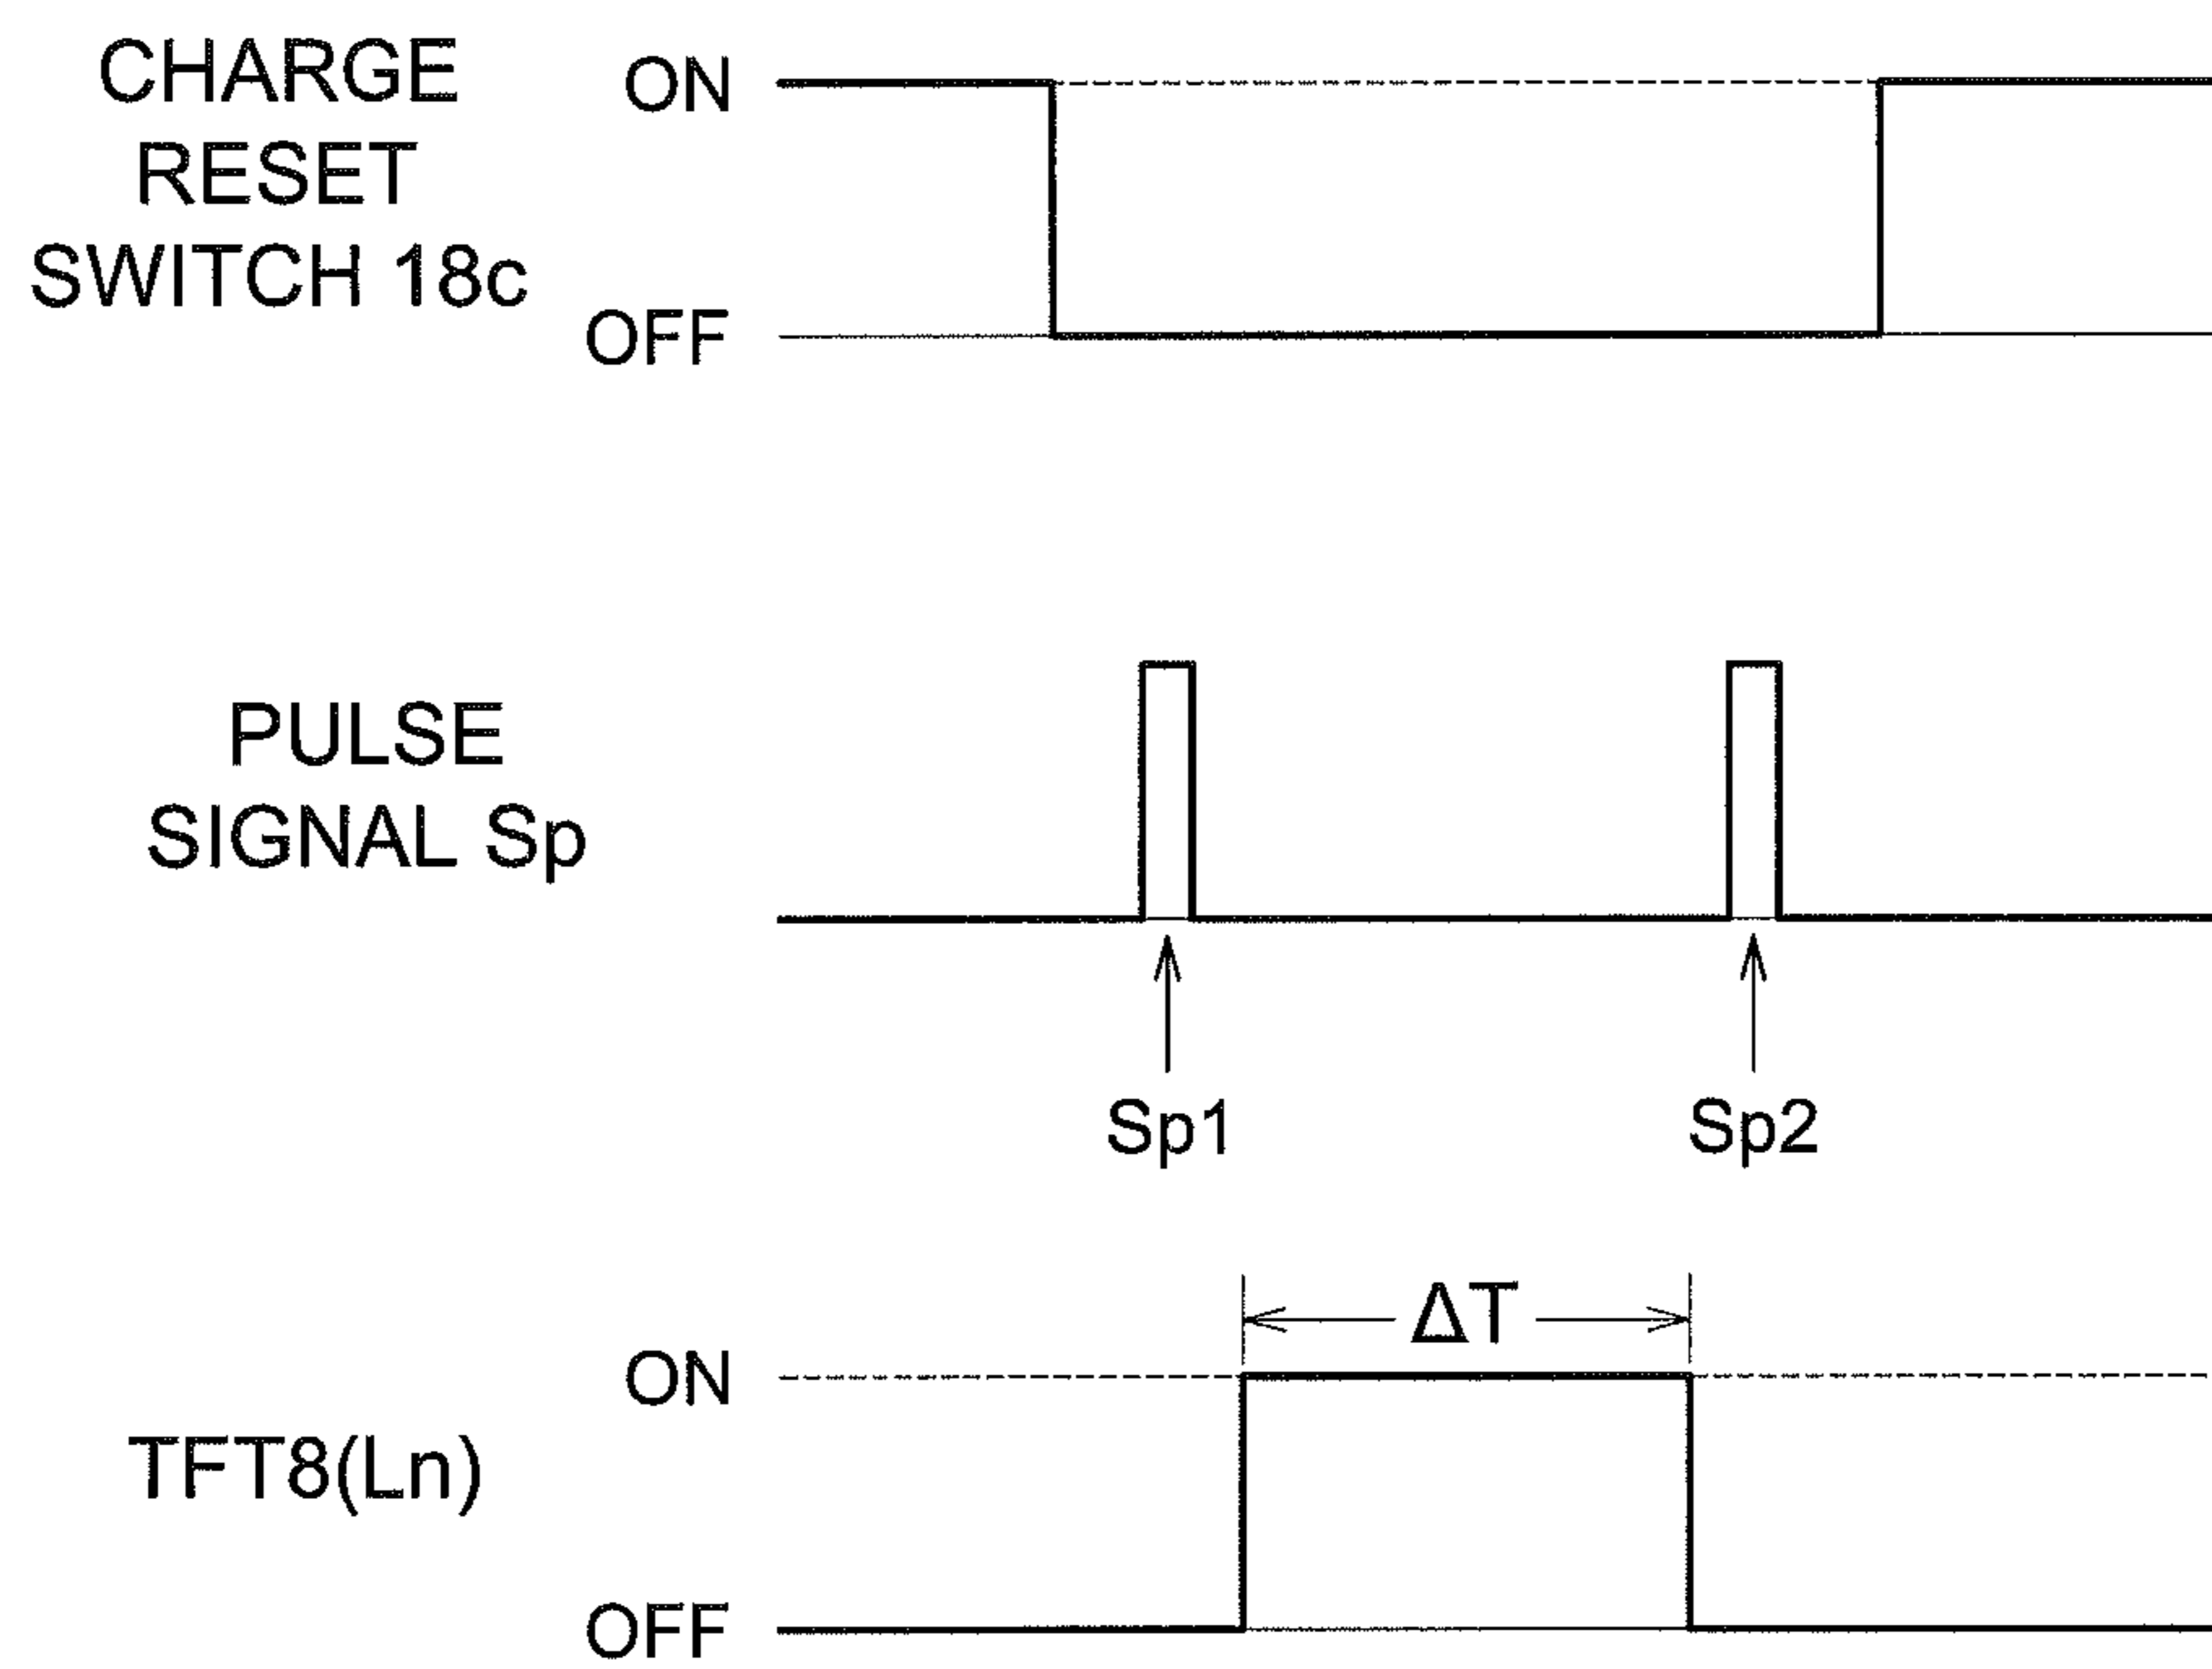 CHARGE
RESET
SWITCH 18c
ON
OFF
PULSE
SIGNAL Sp
Sp1
Sp2
ΔT
ON
TFT8(Ln)
OFF